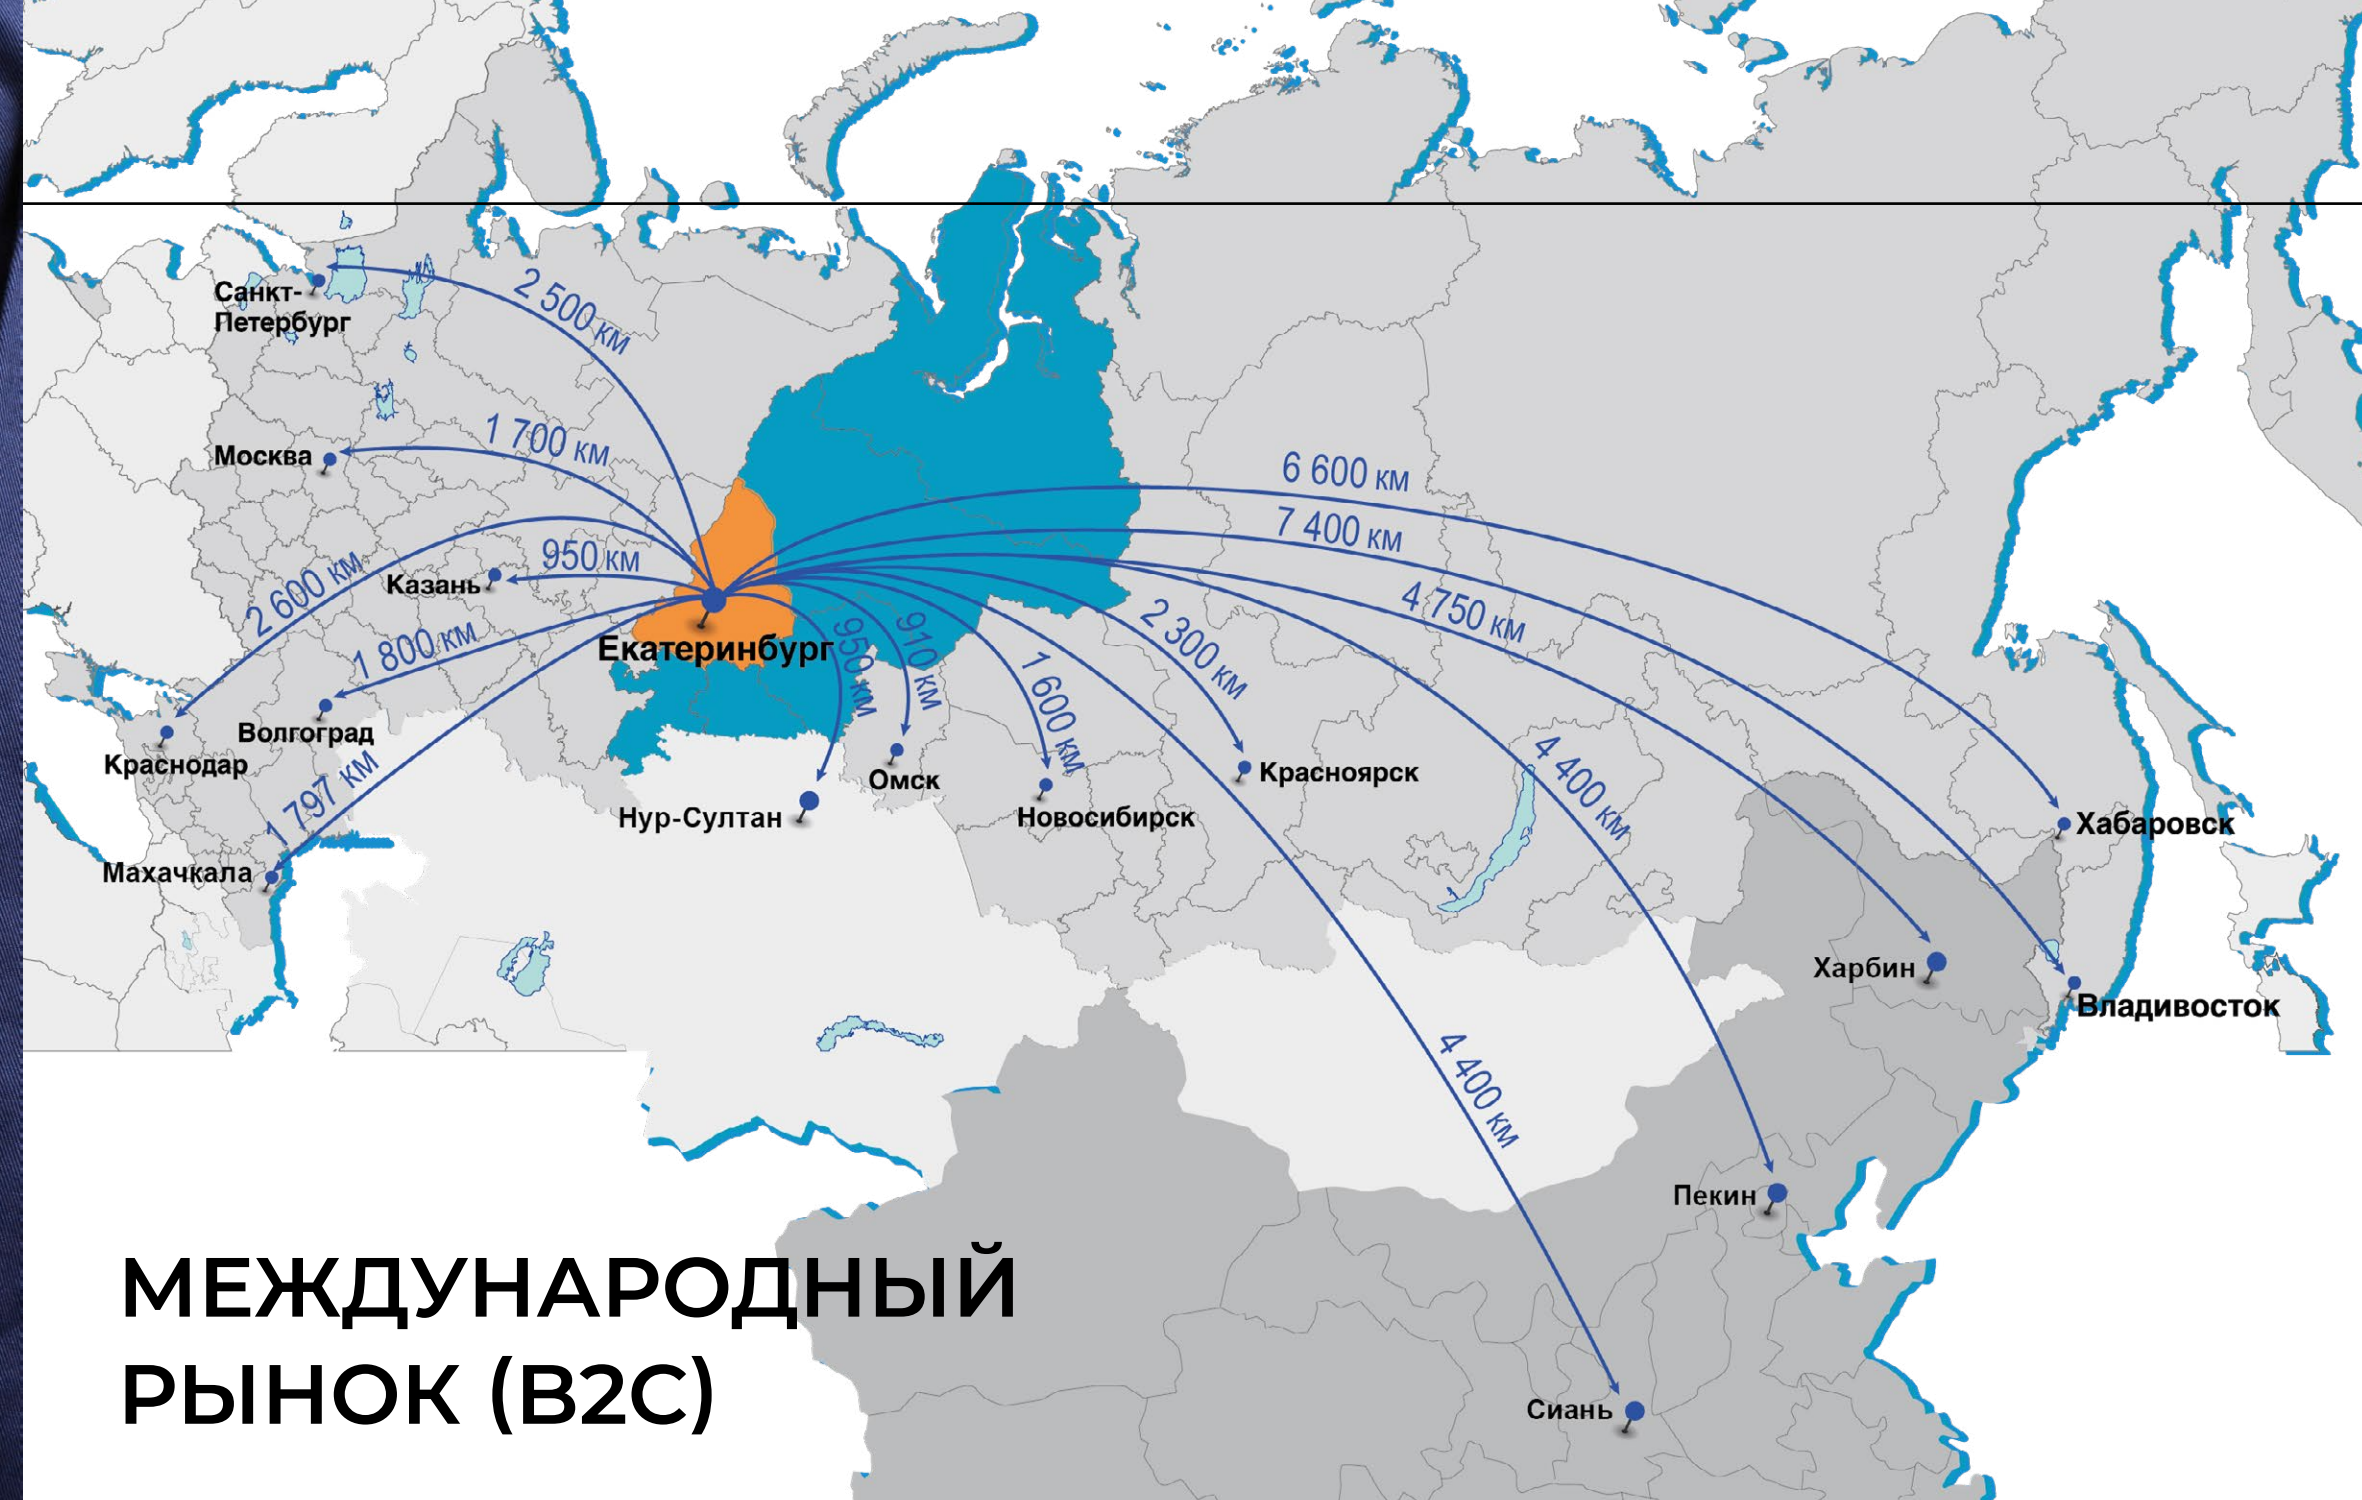 Санкт-
Петербург
2 500 км
Москва
1 700 км
6 600 км
7 400 км
2 600 км
Казань
950 км
4 750 км
1 800 км
Екатеринбург
950 км
910 км
1 600 км
2 300 км
Волгоград
Краснодар
1 797 км
Махачкала
Нур-Султан
Омск
Новосибирск
Красноярск
4 400 км
Хабаровск
Харбин
Владивосток
4 400 км
Пекин
Сиань
МЕЖДУНАРОДНЫЙ
РЫНОК (B2C)